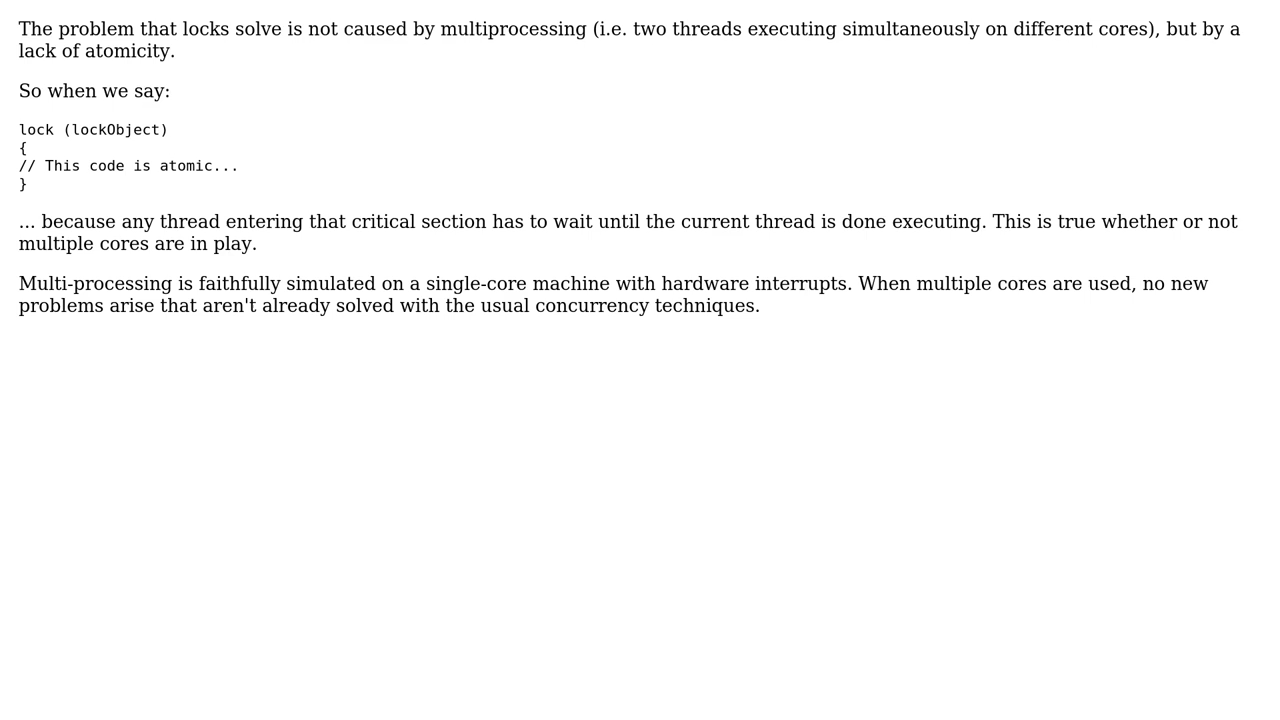 The problem that locks solve is not caused by multiprocessing (i.e. two threads executing simultaneously on different cores), but by a
lack of atomicity.
So when we say:
lock (lockObject)
{
// This code is atomic...
}
... because any thread entering that critical section has to wait until the current thread is done executing. This is true whether or not
multiple cores are in play.
Multi-processing is faithfully simulated on a single-core machine with hardware interrupts. When multiple cores are used, no new
problems arise that aren't already solved with the usual concurrency techniques.